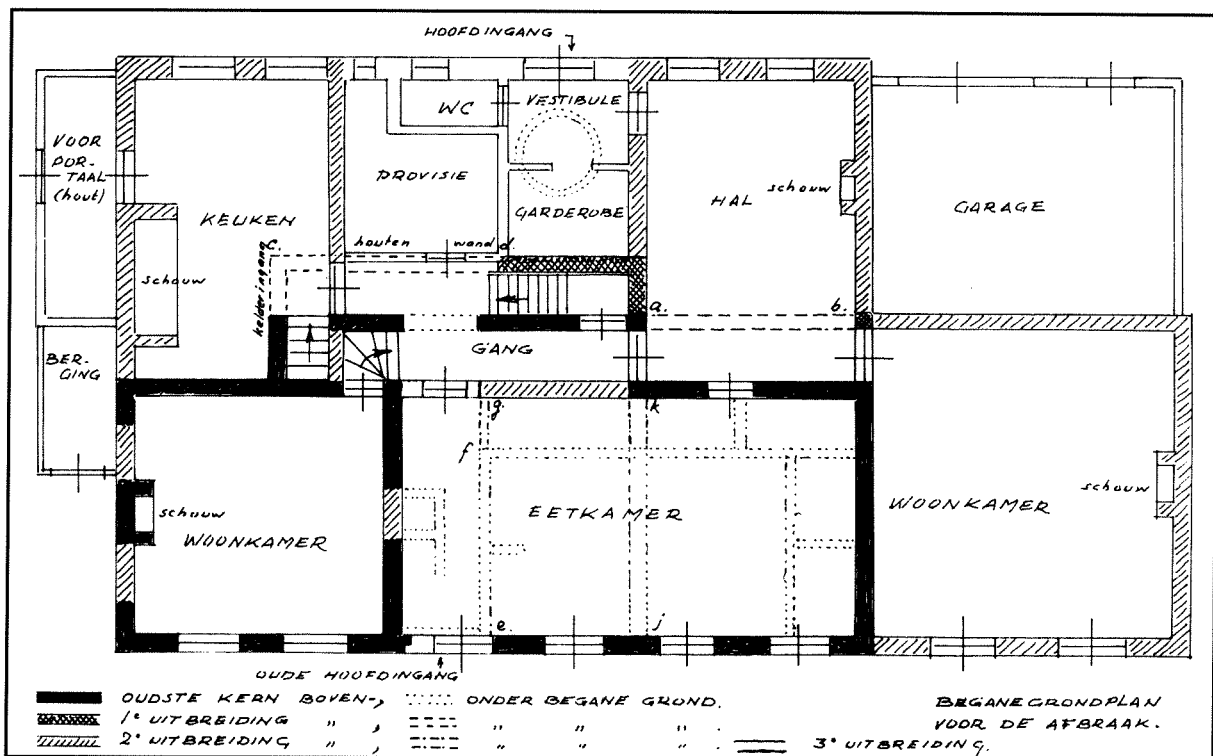 HOOFDINGANG
WC
VESTIBULE
VOOR
POR-
TAAL
(hout)
PROVISIE
schouw
HAL
KEUKEN
GARDEROBE
GARAGE
c.
houten wand d.
kelderingang
schouw
a.
b.
GANG
BER-
GING
g.
k
f
schouw
EETKAMER
schouw
WOONKAMER
WOONKAMER
e.
j
OUDE HOOFDINGANG
OUDSTE KERN BOVEN-, ONDER BEGANE GROND.
1e UITBREIDING " , " " " .
2e UITBREIDING " , " " " . 3e UITBREIDING.
BEGANEGRONDPLAN
VOOR DE AFBRAAK.